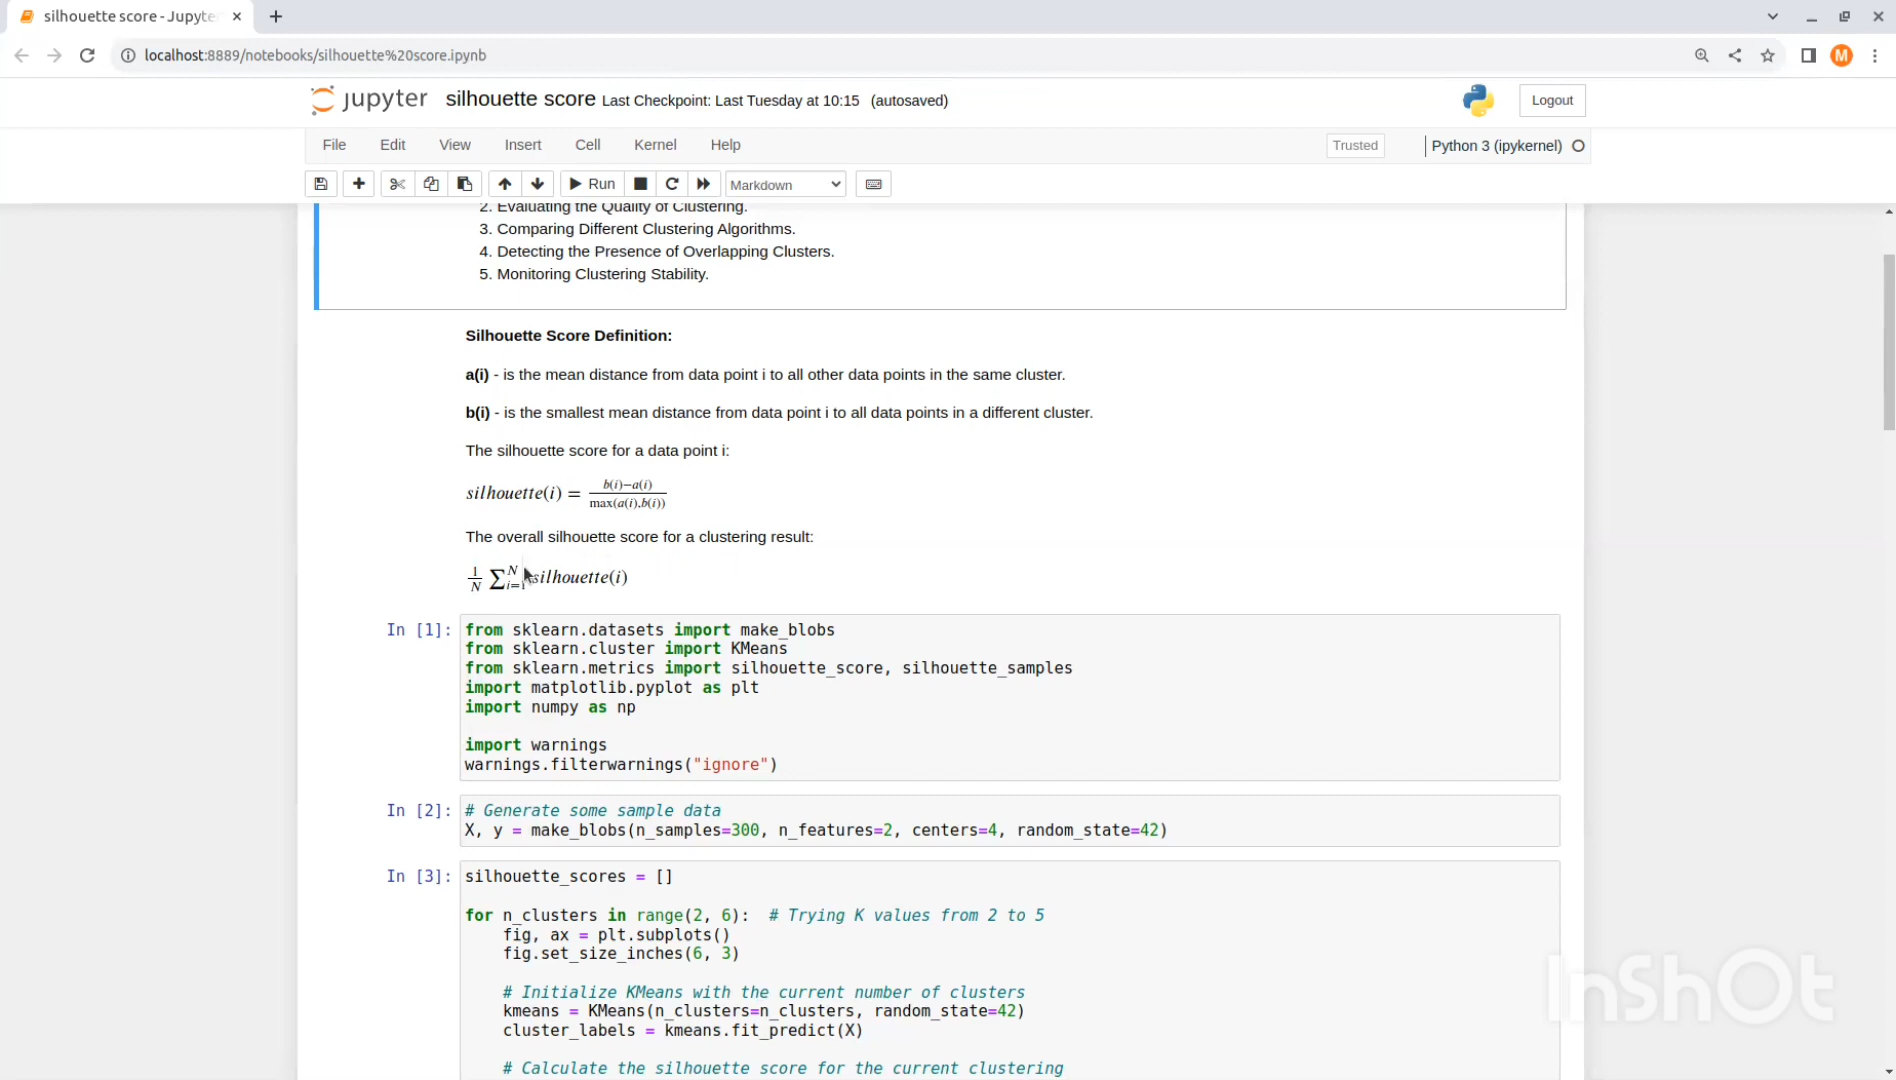 silhouette score - Jupyte
localhost:8889/notebooks/silhouette%20score.ipynb
M
jupyter silhouette score Last Checkpoint: Last Tuesday at 10:15 (autosaved)
Logout
File Edit View Insert Cell Kernel Help
Trusted
Python 3 (ipykernel)
Run
Markdown
2. Evaluating the Quality of Clustering.
3. Comparing Different Clustering Algorithms.
4. Detecting the Presence of Overlapping Clusters.
5. Monitoring Clustering Stability.
Silhouette Score Definition:
a(i) - is the mean distance from data point i to all other data points in the same cluster.
b(i) - is the smallest mean distance from data point i to all data points in a different cluster.
The silhouette score for a data point i:
silhouette(i) = b(i)−a(i) / max(a(i),b(i))
The overall silhouette score for a clustering result:
1/N ∑ N i=1 silhouette(i)
In [1]: from sklearn.datasets import make_blobs
from sklearn.cluster import KMeans
from sklearn.metrics import silhouette_score, silhouette_samples
import matplotlib.pyplot as plt
import numpy as np
import warnings
warnings.filterwarnings("ignore")
In [2]: # Generate some sample data
X, y = make_blobs(n_samples=300, n_features=2, centers=4, random_state=42)
In [3]: silhouette_scores = []
for n_clusters in range(2, 6):  # Trying K values from 2 to 5
fig, ax = plt.subplots()
fig.set_size_inches(6, 3)
# Initialize KMeans with the current number of clusters
kmeans = KMeans(n_clusters=n_clusters, random_state=42)
cluster_labels = kmeans.fit_predict(X)
# Calculate the silhouette score for the current clustering
InShOt